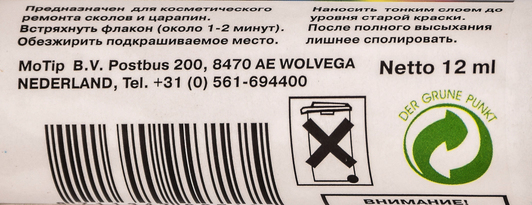 Предназначен для косметического
ремонта сколов и царапин.
Встряхнуть флакон (около 1-2 минут).
Обезжирить подкрашиваемое место.
Наносить тонким слоем до
уровня старой краски.
После полного высыхания
лишнее сполировать.
MoTip B.V. Postbus 200, 8470 AE WOLVEGA
NEDERLAND, Tel. +31 (0) 561-694400
Netto 12 ml
DER GRÜNE PUNKT
ВНИМАНИЕ!